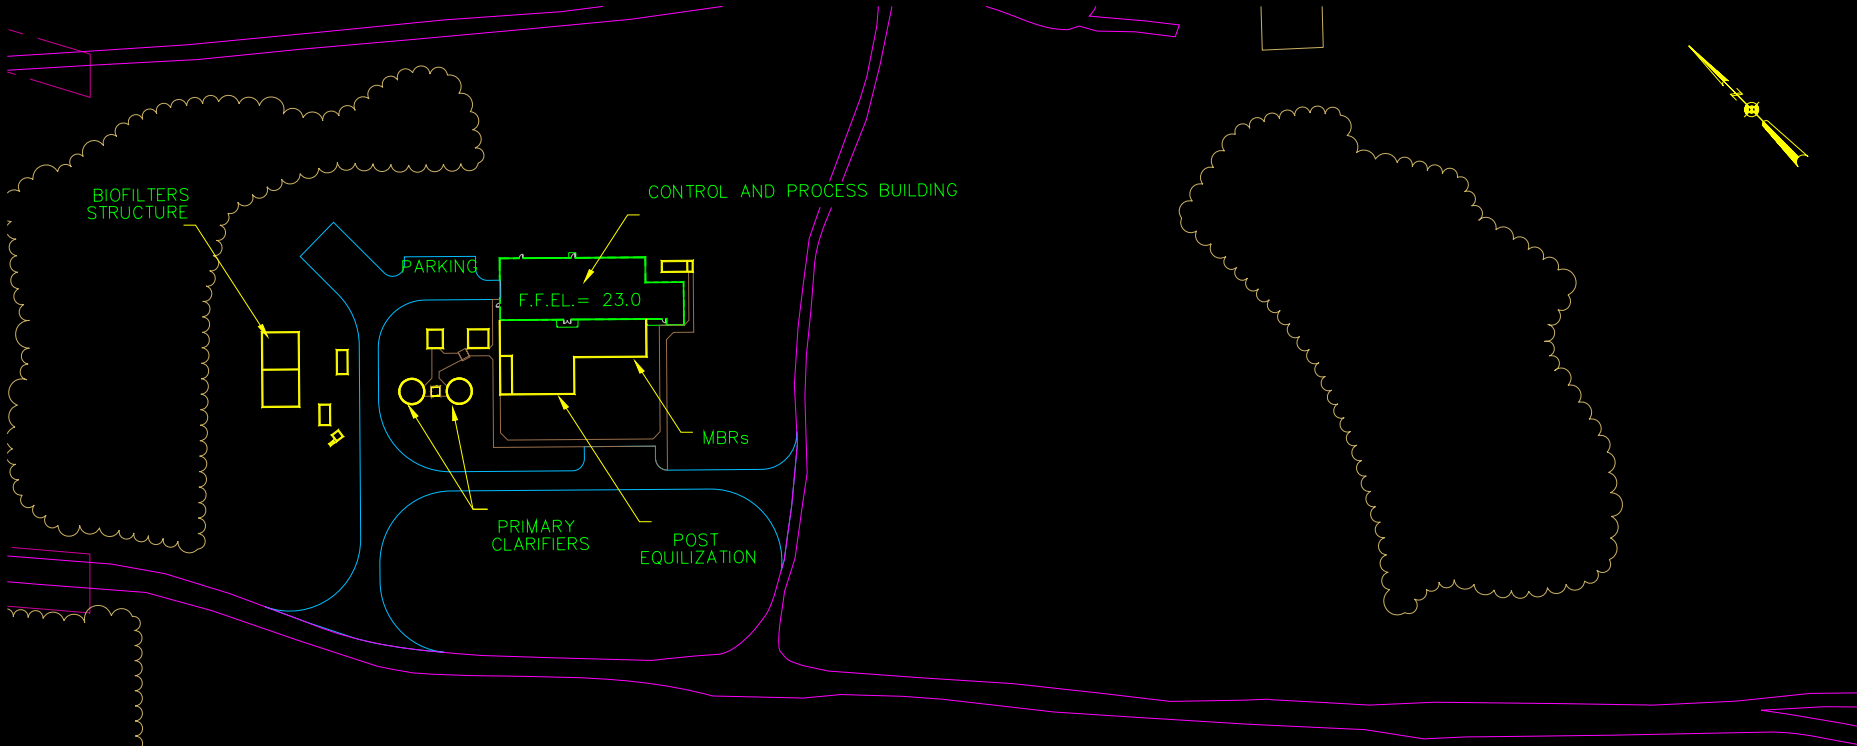 CONTROL AND PROCESS BUILDING
BIOFILTERS
STRUCTURE
PARKING
F.F.EL.= 23.0
MBRs
PRIMARY
CLARIFIERS
POST
EQUILIZATION
N